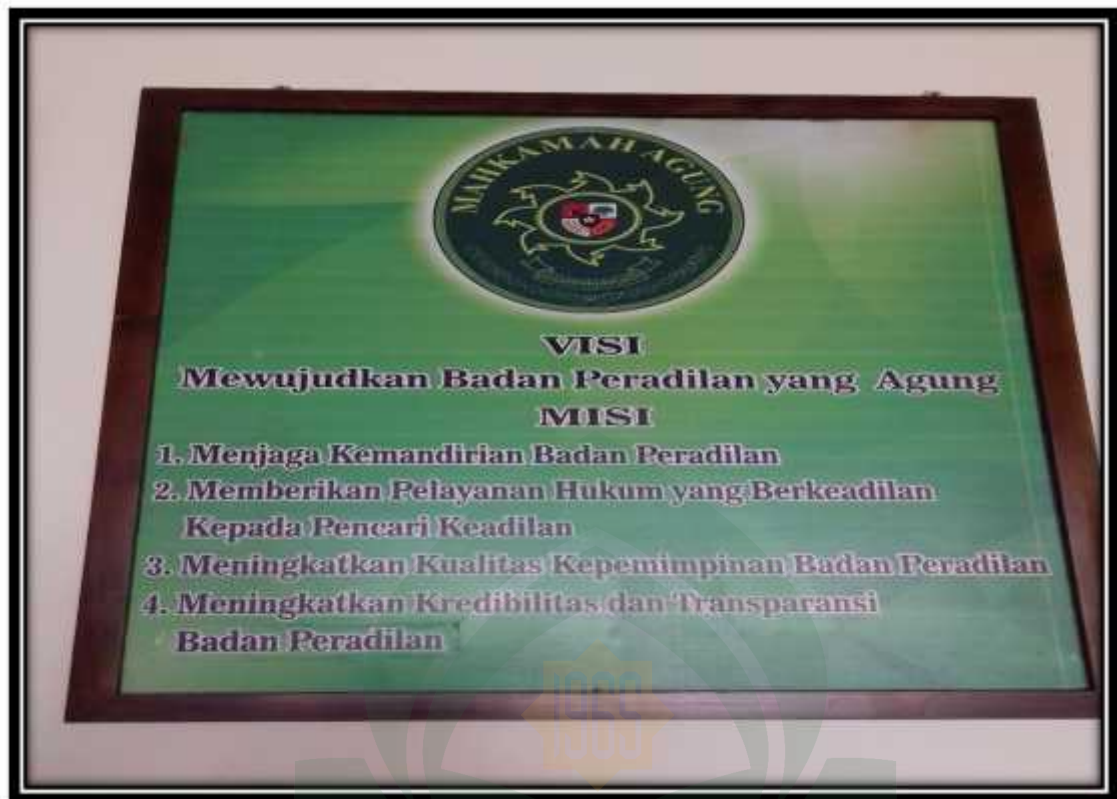 MAHKAMAH AGUNG
VISI
Mewujudkan Badan Peradilan yang Agung
MISI
1. Menjaga Kemandirian Badan Peradilan
2. Memberikan Pelayanan Hukum yang Berkeadilan
Kepada Pencari Keadilan
3. Meningkatkan Kualitas Kepemimpinan Badan Peradilan
4. Meningkatkan Kredibilitas dan Transparansi
Badan Peradilan